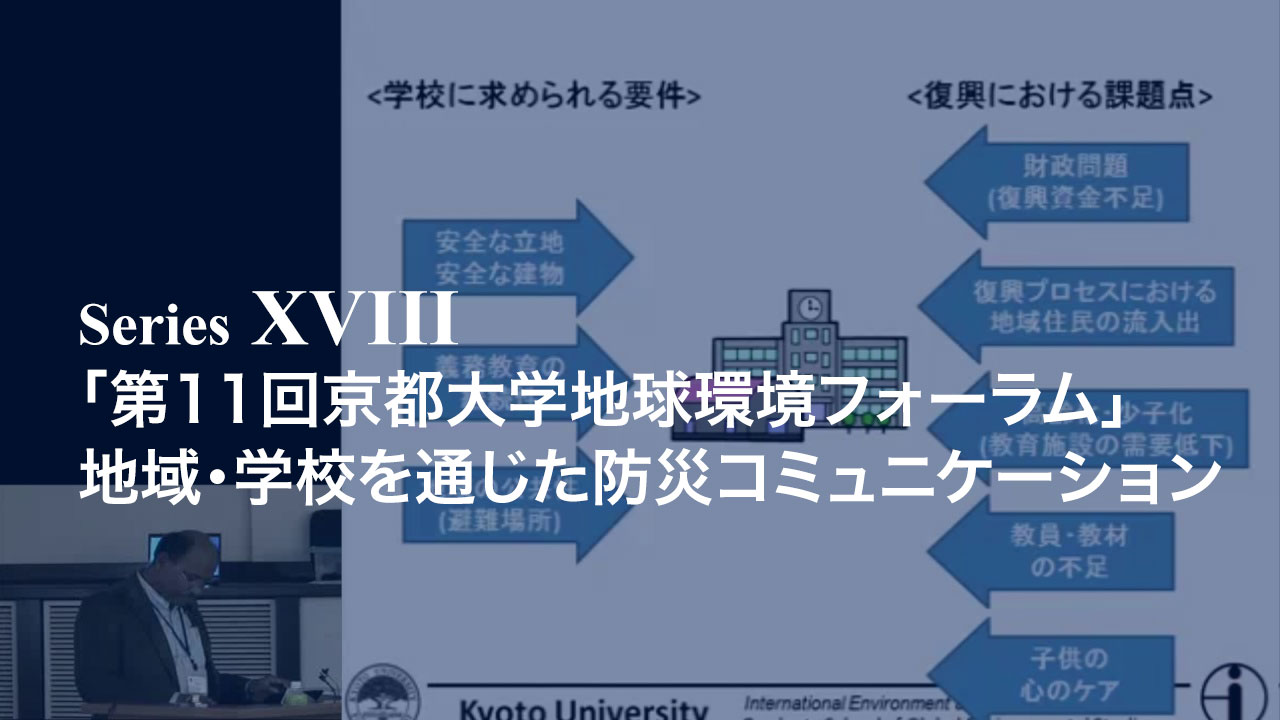 <学校に求められる要件>
<復興における課題点>
安全な立地
安全な建物
義務教育の
(避難場所)
財政問題
(復興資金不足)
復興プロセスにおける
地域住民の流入出
少子化
(教育施設の需要低下)
教員・教材
の不足
子供の
心のケア
Series XVIII
「第11回京都大学地球環境フォーラム」
地域・学校を通じた防災コミュニケーション
Kyoto University
International Environment